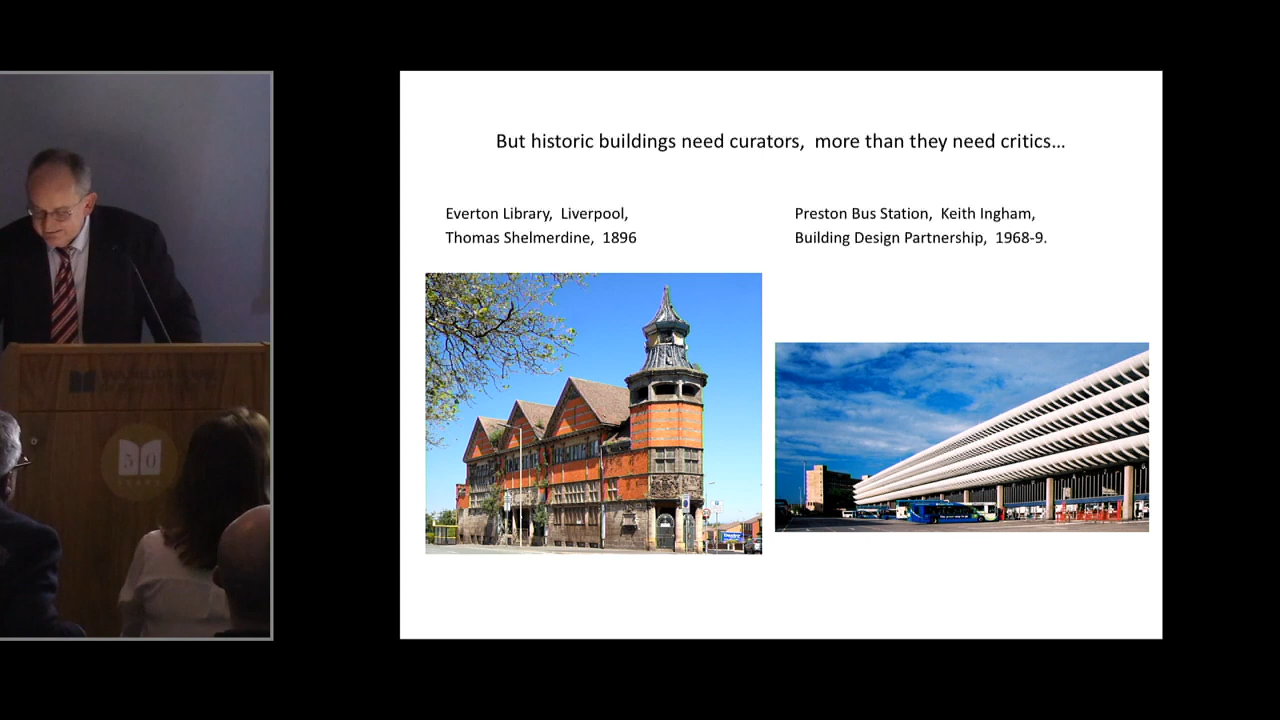 But historic buildings need curators,  more than they need critics…
Everton Library,  Liverpool,
Thomas Shelmerdine,  1896
Preston Bus Station,  Keith Ingham,
Building Design Partnership,  1968-9.
50